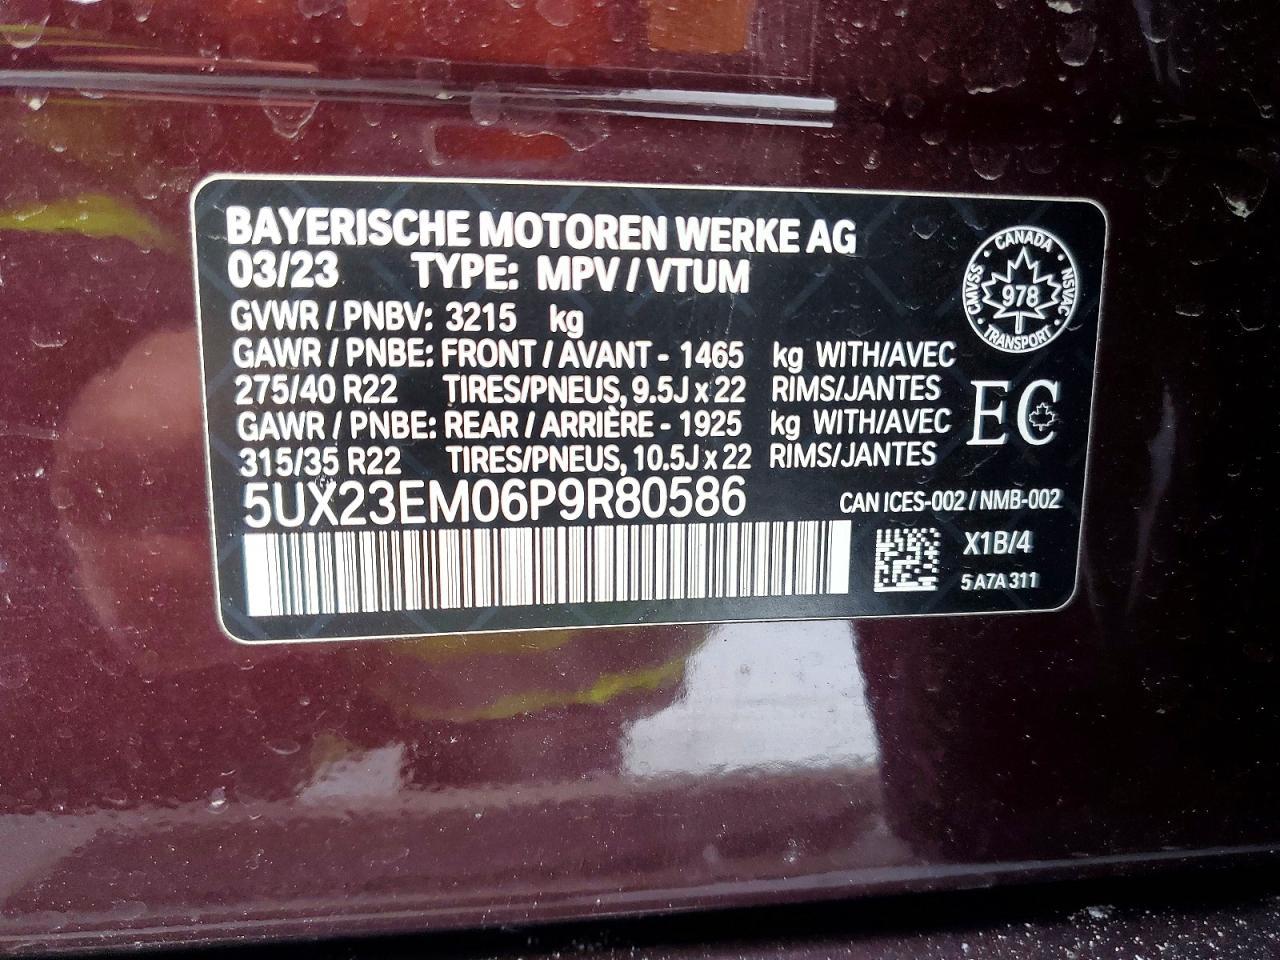 BAYERISCHE MOTOREN WERKE AG
03/23 TYPE: MPV / VTUM
GVWR / PNBV: 3215 kg
GAWR / PNBE: FRONT / AVANT - 1465 kg WITH/AVEC
275/40 R22 TIRES/PNEUS, 9.5J x 22 RIMS/JANTES
GAWR / PNBE: REAR / ARRIÈRE - 1925 kg WITH/AVEC
315/35 R22 TIRES/PNEUS, 10.5J x 22 RIMS/JANTES
5UX23EM06P9R80586
CANADA
CMVSS
NSVAC
978
TRANSPORT
EC
CAN ICES-002 / NMB-002
X1B/4
5 A7A 311